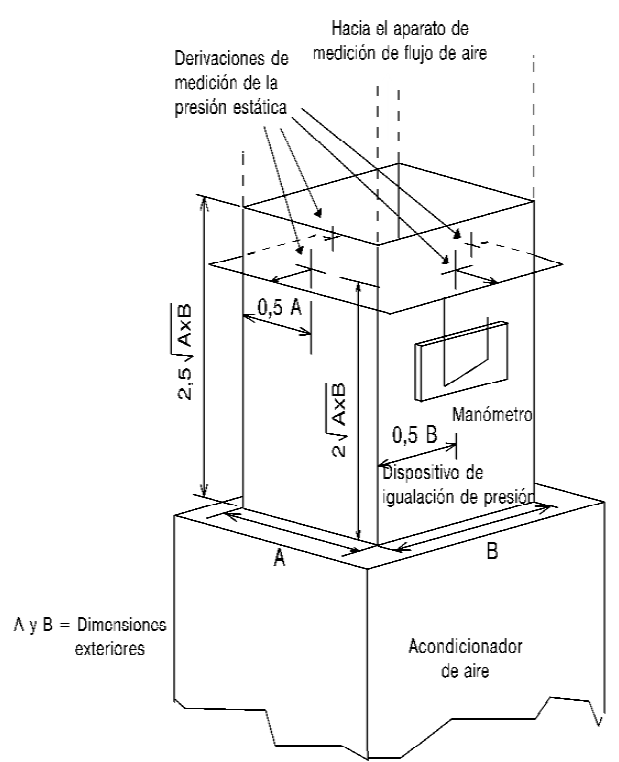 Hacia el aparato de
medición de flujo de aire
Derivaciones de
medición de la
presión estática
0,5 A
2,5√AxB
2√AxB
Manómetro
0,5 B
Dispositivo de
igualación de presión
A
B
A y B = Dimensiones
exteriores
Acondicionador
de aire